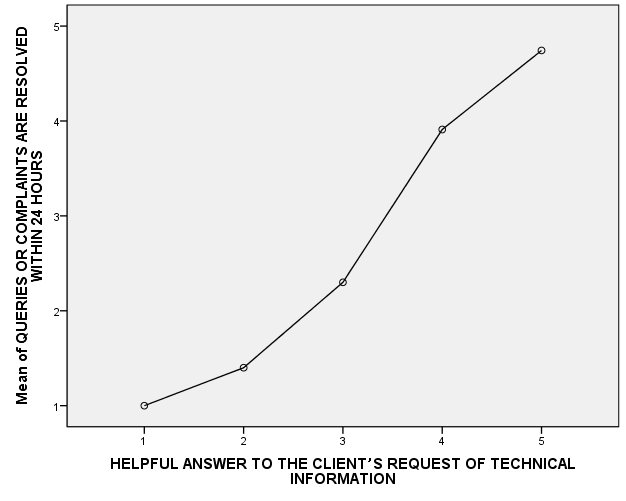 Mean of QUERIES OR COMPLAINTS ARE RESOLVED
WITHIN 24 HOURS
5
4
3
2
1
1 2 3 4 5
HELPFUL ANSWER TO THE CLIENT’S REQUEST OF TECHNICAL
INFORMATION